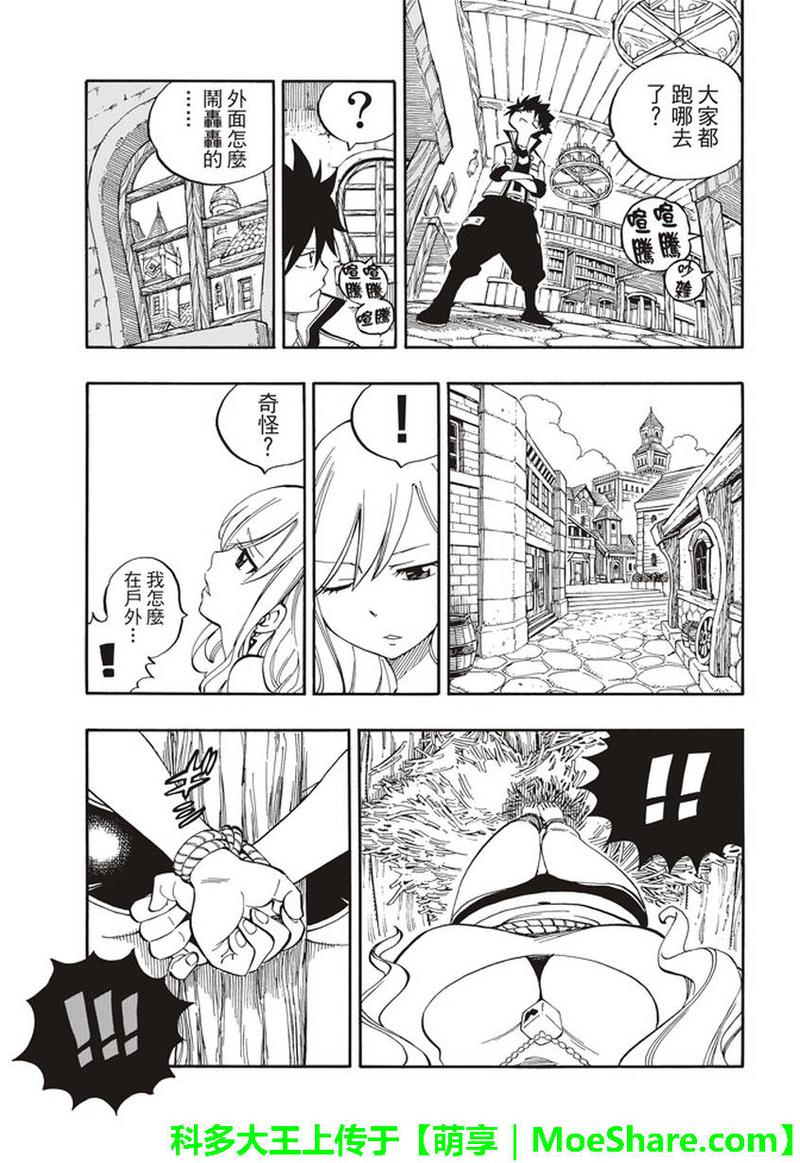 大家都
跑哪去
了？
喧騰
喧騰
吵雜
？
喧騰
喧騰
喧騰
外面怎麼
鬧轟轟的
……
！
奇怪？
我怎麼
在戶外…
！
！！
！！！
科多大王上传于【萌享｜MoeShare.com】